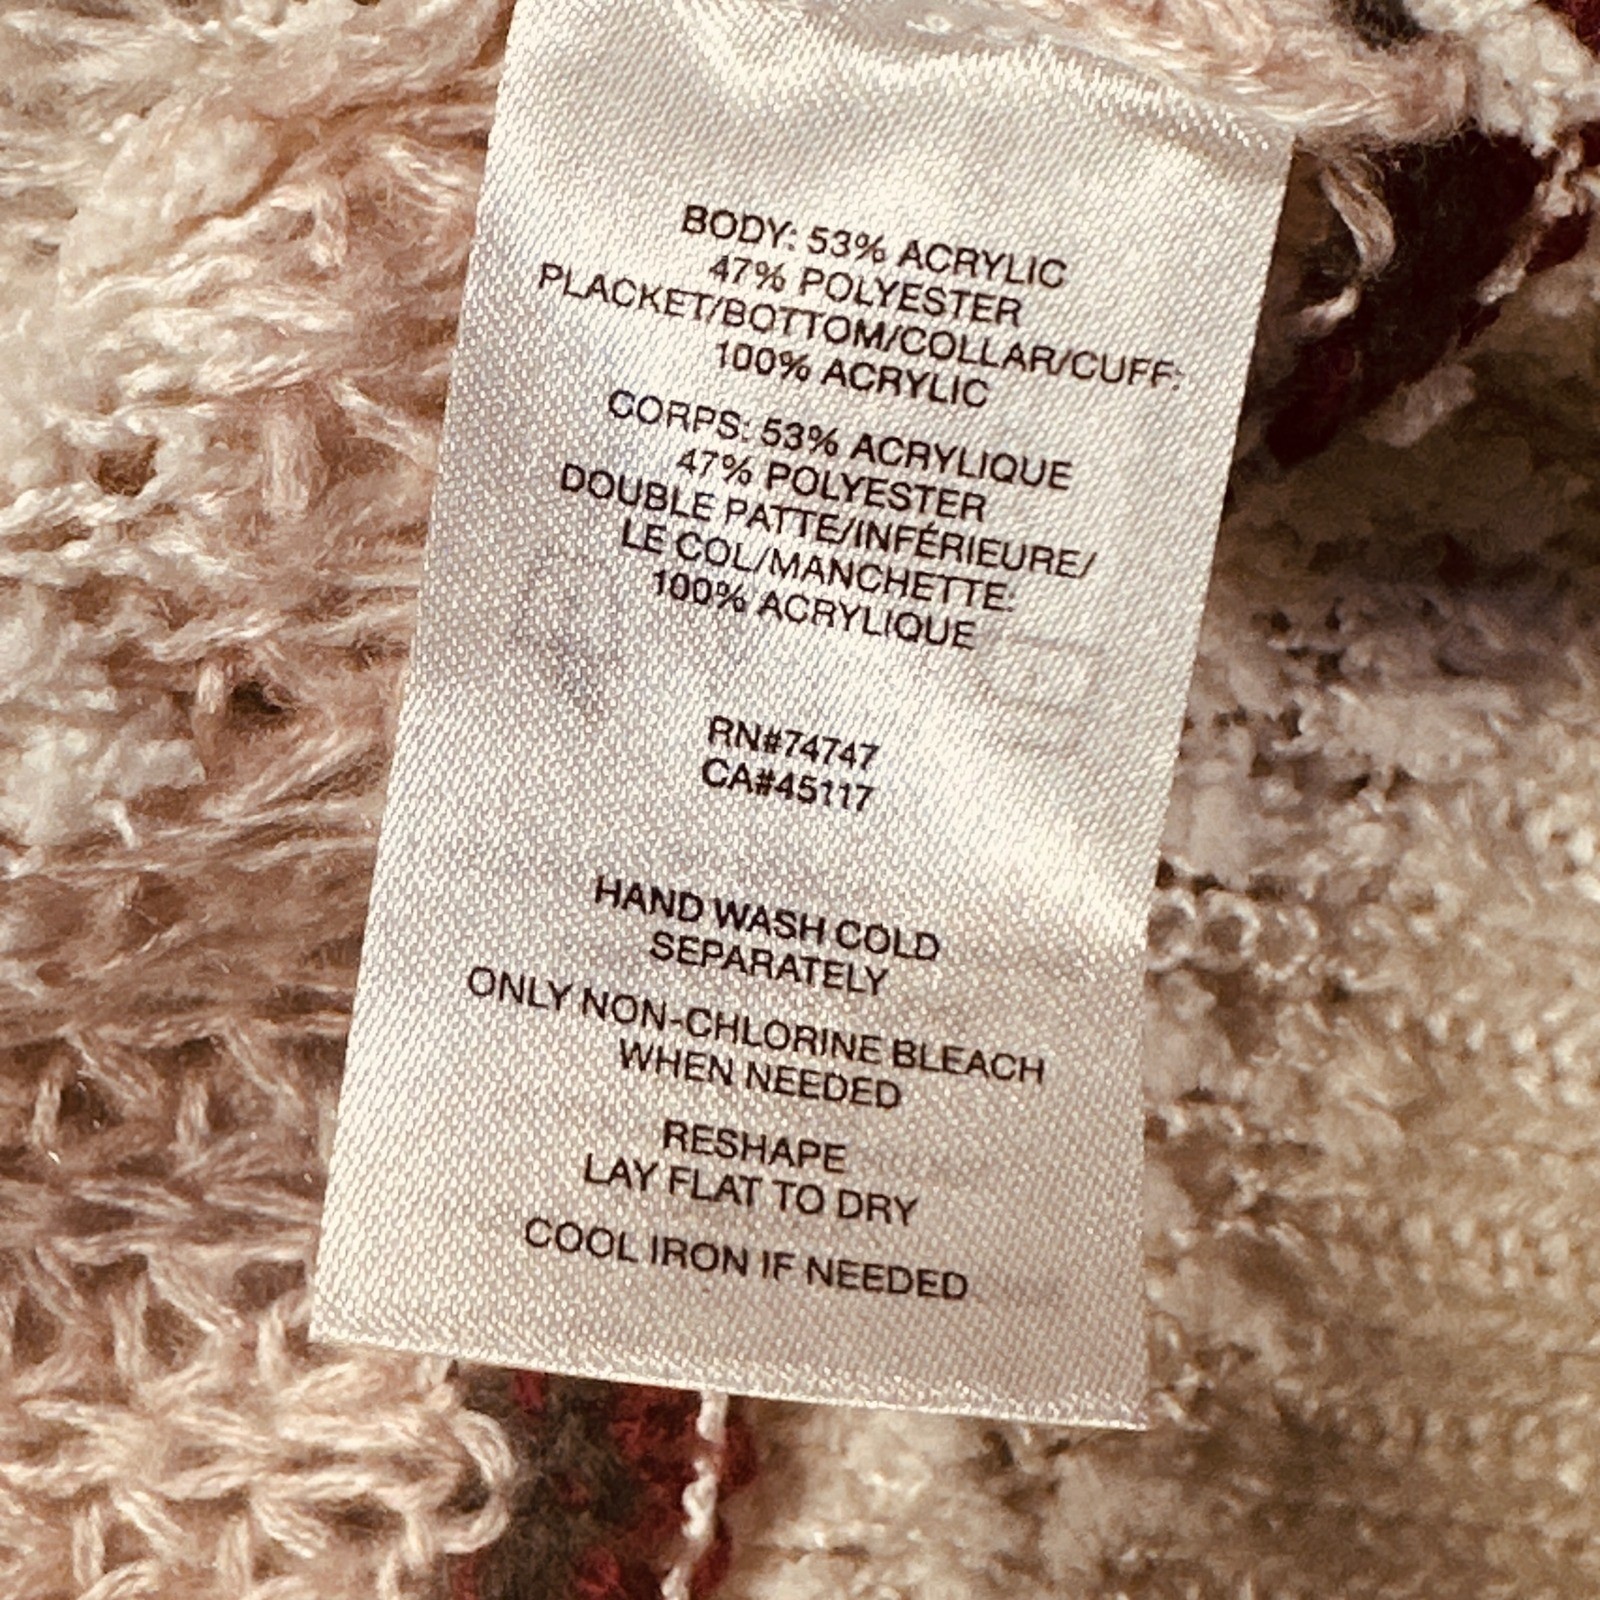 BODY: 53% ACRYLIC
47% POLYESTER
PLACKET/BOTTOM/COLLAR/CUFF:
100% ACRYLIC
CORPS: 53% ACRYLIQUE
47% POLYESTER
DOUBLE PATTE/INFÉRIEURE/
LE COL/MANCHETTE:
100% ACRYLIQUE
RN#74747
CA#45117
HAND WASH COLD
SEPARATELY
ONLY NON-CHLORINE BLEACH
WHEN NEEDED
RESHAPE
LAY FLAT TO DRY
COOL IRON IF NEEDED